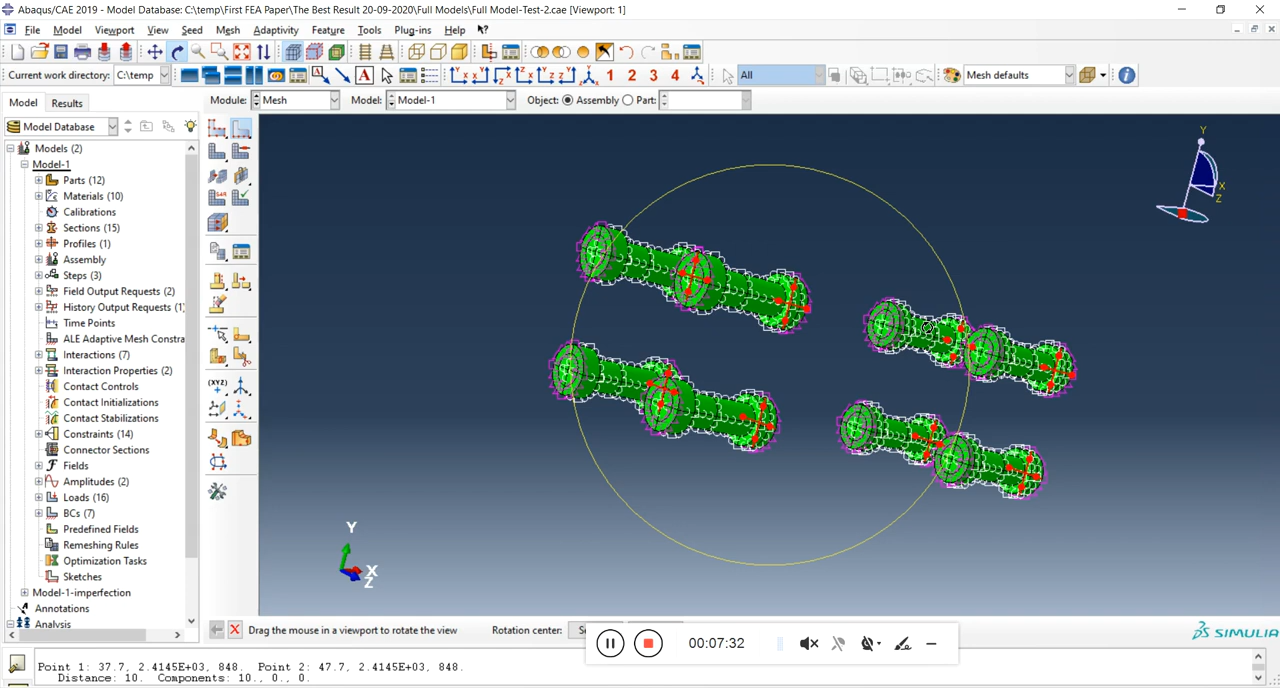 Abaqus/CAE 2019 - Model Database: C:\temp\First FEA Paper\The Best Result 20-09-2020\Full Models\Full Model-Test-2.cae [Viewport: 1]
File Model Viewport View Seed Mesh Adaptivity Feature Tools Plug-ins Help
1 2 3 4 All Mesh defaults
Current work directory: C:\temp
Model Results
Module: Mesh Model: Model-1 Object: Assembly Part:
Model Database
Models (2)
Model-1
Parts (12)
Materials (10)
Calibrations
Sections (15)
Profiles (1)
Assembly
Steps (3)
Field Output Requests (2)
History Output Requests (1)
Time Points
ALE Adaptive Mesh Constra
Interactions (7)
Interaction Properties (2)
Contact Controls
Contact Initializations
Contact Stabilizations
Constraints (14)
Connector Sections
Fields
Amplitudes (2)
Loads (16)
BCs (7)
Predefined Fields
Remeshing Rules
Optimization Tasks
Sketches
Model-1-imperfection
Annotations
Analysis
(XYZ)
Y
X
Z
Y
X
Z
Drag the mouse in a viewport to rotate the view Rotation center: Se
00:07:32
SIMULIA
Point 1: 37.7, 2.4145E+03, 848. Point 2: 47.7, 2.4145E+03, 848.
Distance: 10. Components: 10., 0., 0.